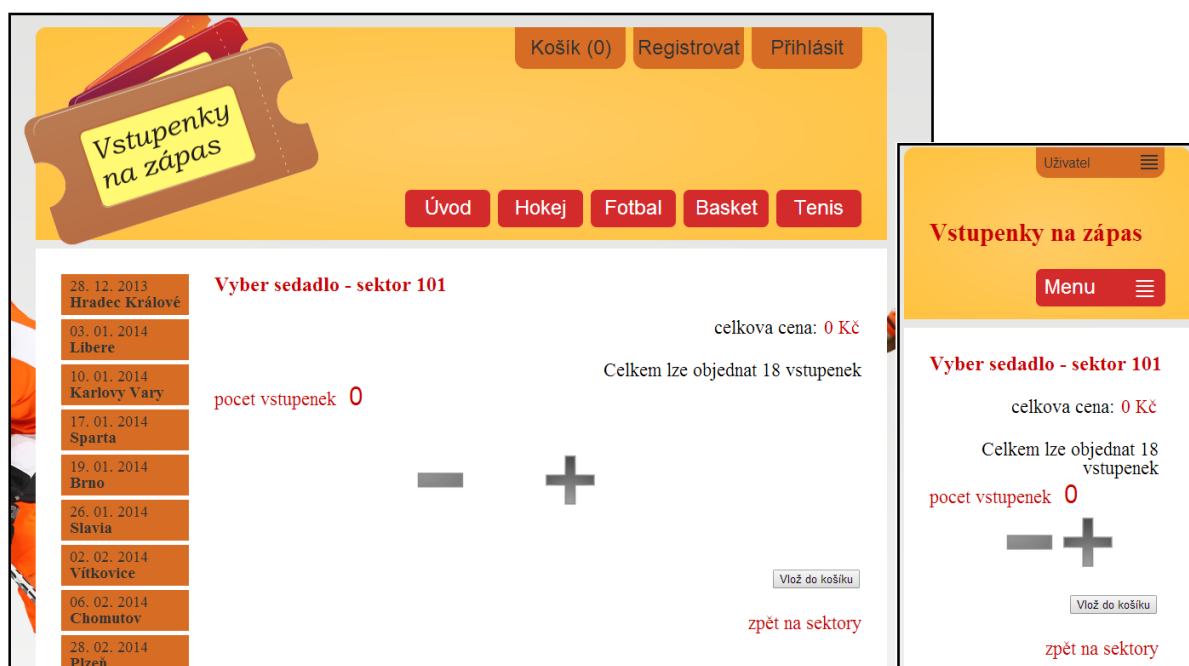 Košík (0) Registrovat Přihlásit
Vstupenky
na zápas
Úvod Hokej Fotbal Basket Tenis
28. 12. 2013
Hradec Králové
03. 01. 2014
Libere
10. 01. 2014
Karlovy Vary
17. 01. 2014
Sparta
19. 01. 2014
Brno
26. 01. 2014
Slavia
02. 02. 2014
Vítkovice
06. 02. 2014
Chomutov
28. 02. 2014
Plzeň
Vyber sedadlo - sektor 101
celkova cena: 0 Kč
Celkem lze objednat 18 vstupenek
pocet vstupenek 0
Vlož do košíku
zpět na sektory
Uživatel
Vstupenky na zápas
Menu
Vyber sedadlo - sektor 101
celkova cena: 0 Kč
Celkem lze objednat 18
vstupenek
pocet vstupenek 0
Vlož do košíku
zpět na sektory